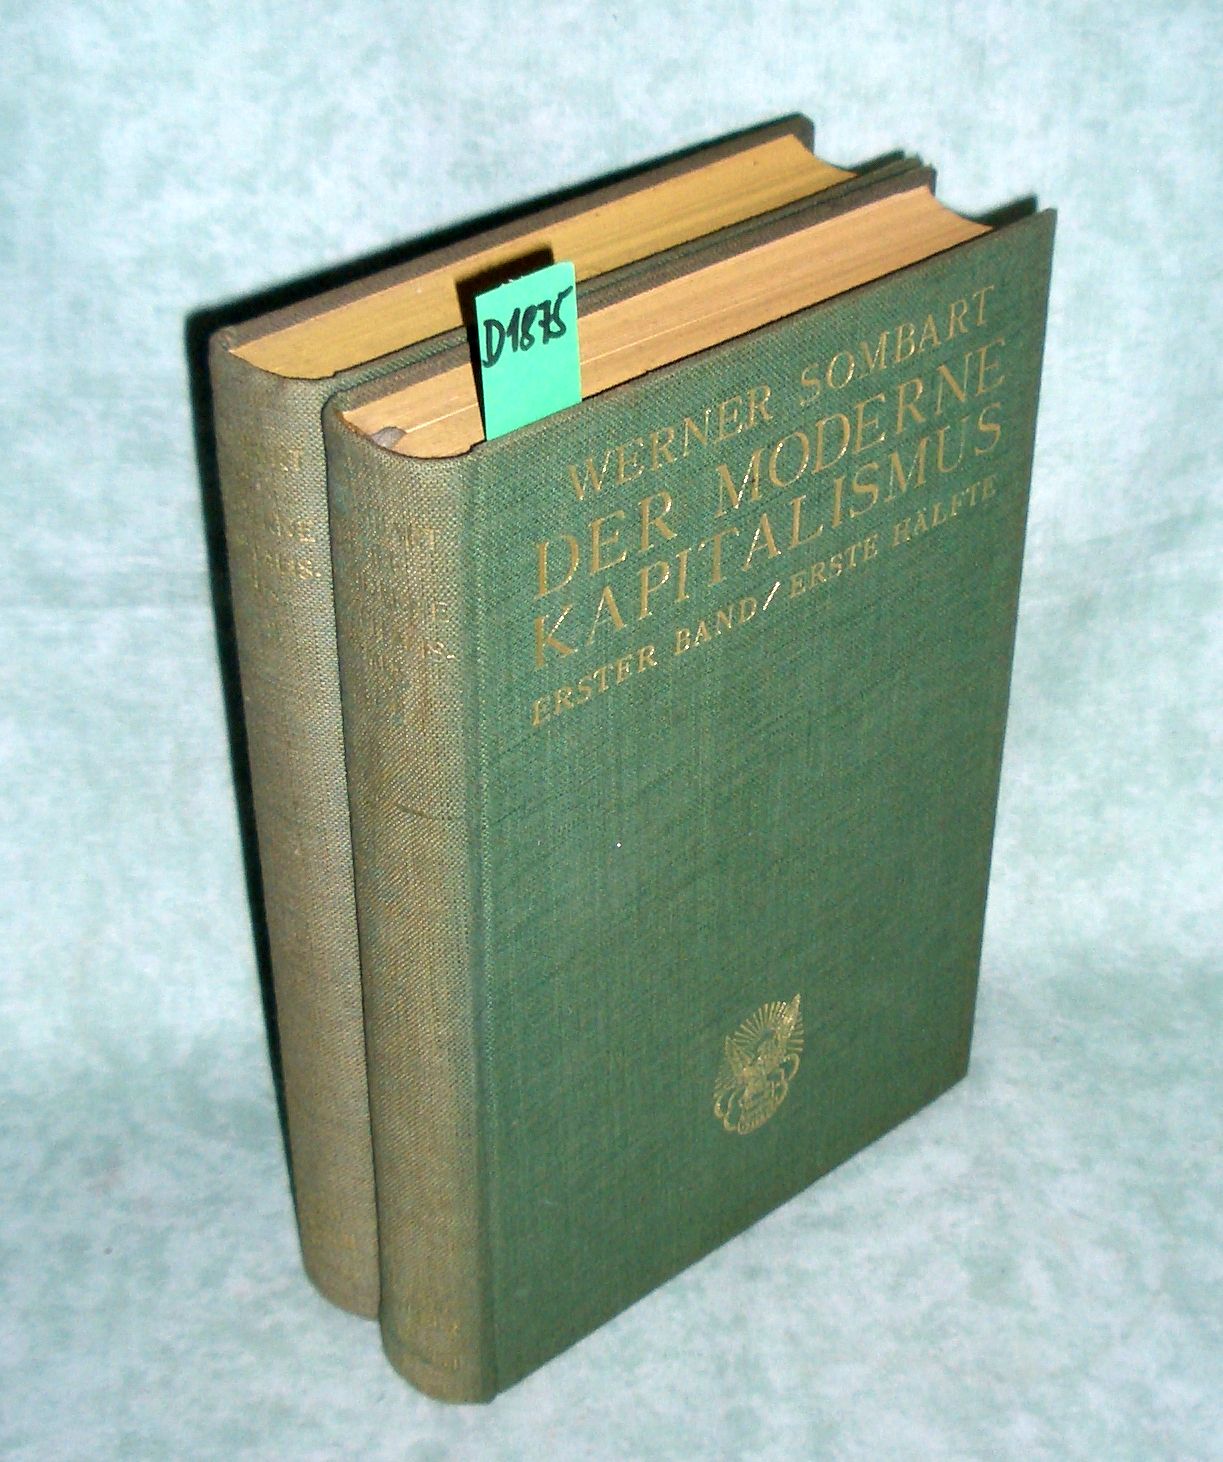 D1875
WERNER SOMBART
DER MODERNE
KAPITALISMUS
ERSTER BAND/ERSTE HÄLFTE